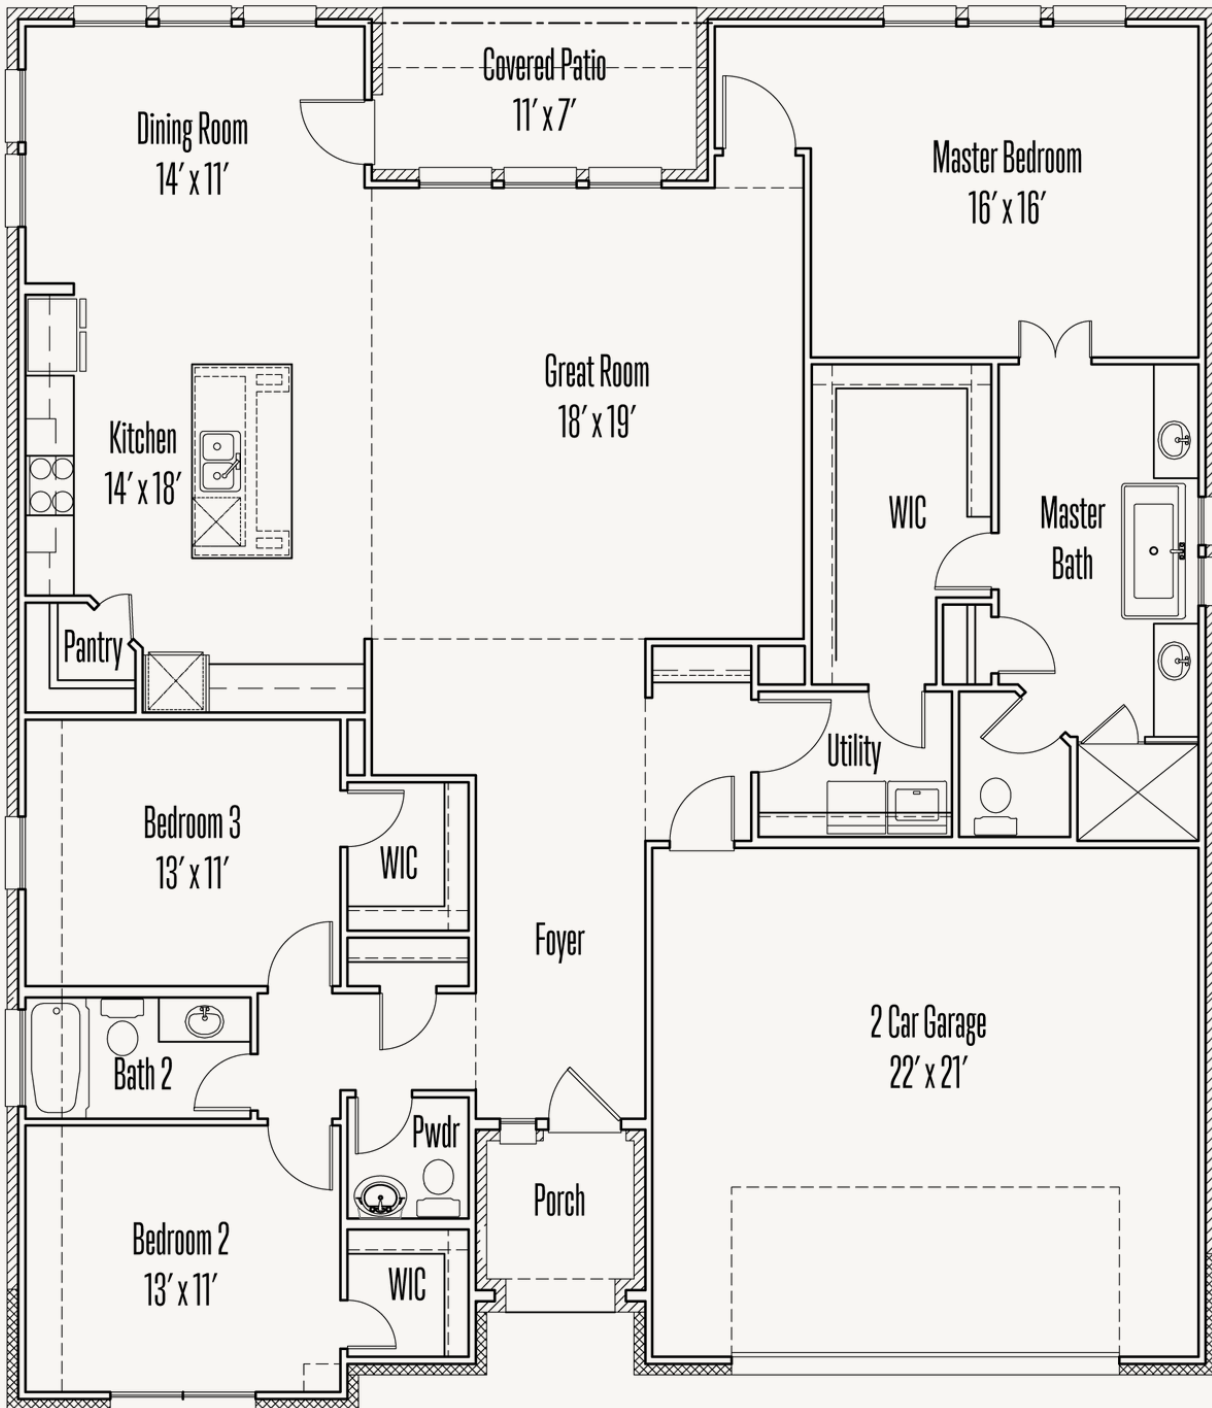 Covered Patio
11' x 7'
Dining Room
14' x 11'
Master Bedroom
16' x 16'
Great Room
18' x 19'
Kitchen
14' x 18'
WIC
Master
Bath
Pantry
Utility
Bedroom 3
13' x 11'
WIC
Foyer
2 Car Garage
22' x 21'
Bath 2
Pwdr
Porch
Bedroom 2
13' x 11'
WIC